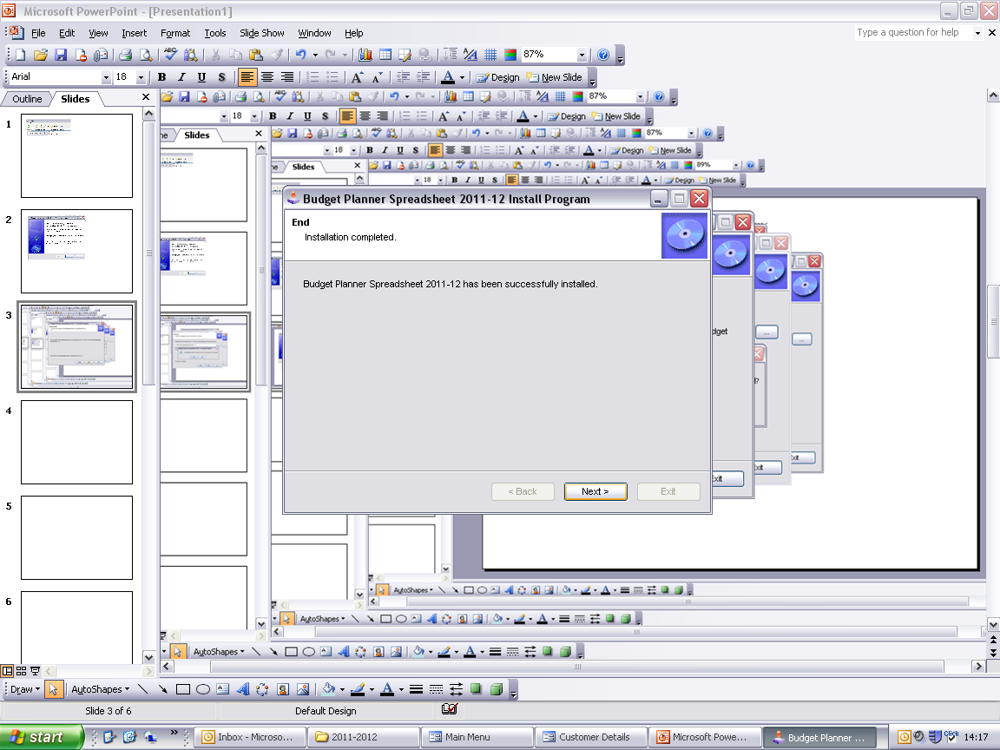 Microsoft PowerPoint - [Presentation1]
File Edit View Insert Format Tools Slide Show Window Help Type a question for help
87%
Arial 18 B I U S A A A Design New Slide
Outline Slides
87%
18 B I U S A A A Design New Slide
Slides
87%
18 B I U S A A A Design New Slide
Slides
89%
18 B I U S A A A Design New Slide
1
2
3
4
5
6
Budget Planner Spreadsheet 2011-12 Install Program
End
Installation completed.
Budget Planner Spreadsheet 2011-12 has been successfully installed.
dget
...
...
< Back Next > Exit
AutoShapes
AutoShapes
AutoShapes
Draw AutoShapes
Slide 3 of 6 Default Design
start Inbox - Microso... 2011-2012 Main Menu Customer Details Microsoft Powe... Budget Planner ... Click 14:17